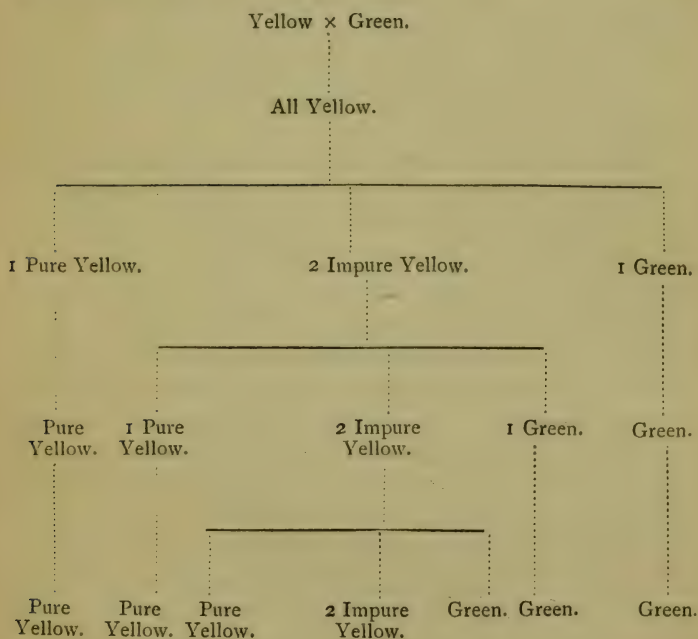 Yellow × Green.
All Yellow.
1 Pure Yellow. 2 Impure Yellow. 1 Green.
Pure 1 Pure 2 Impure 1 Green. Green.
Yellow. Yellow. Yellow.
Pure Pure Pure 2 Impure Green. Green. Green.
Yellow. Yellow. Yellow. Yellow.